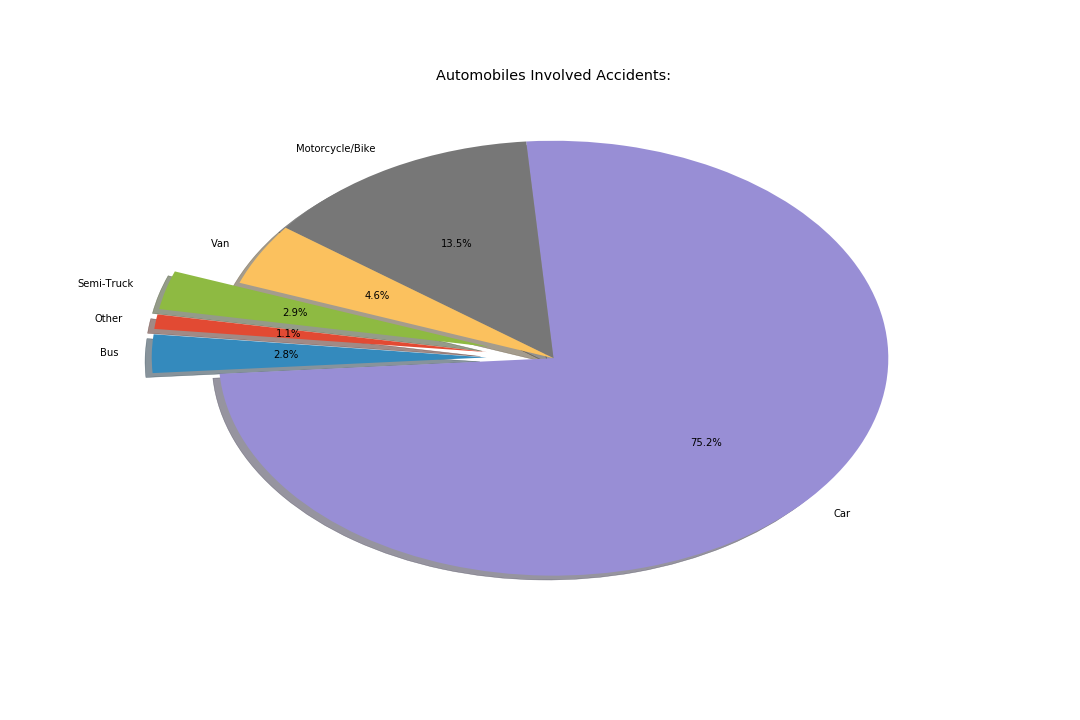 Automobiles Involved Accidents:
Motorcycle/Bike
13.5%
Van
4.6%
Semi-Truck
2.9%
Other
1.1%
Bus
2.8%
75.2%
Car